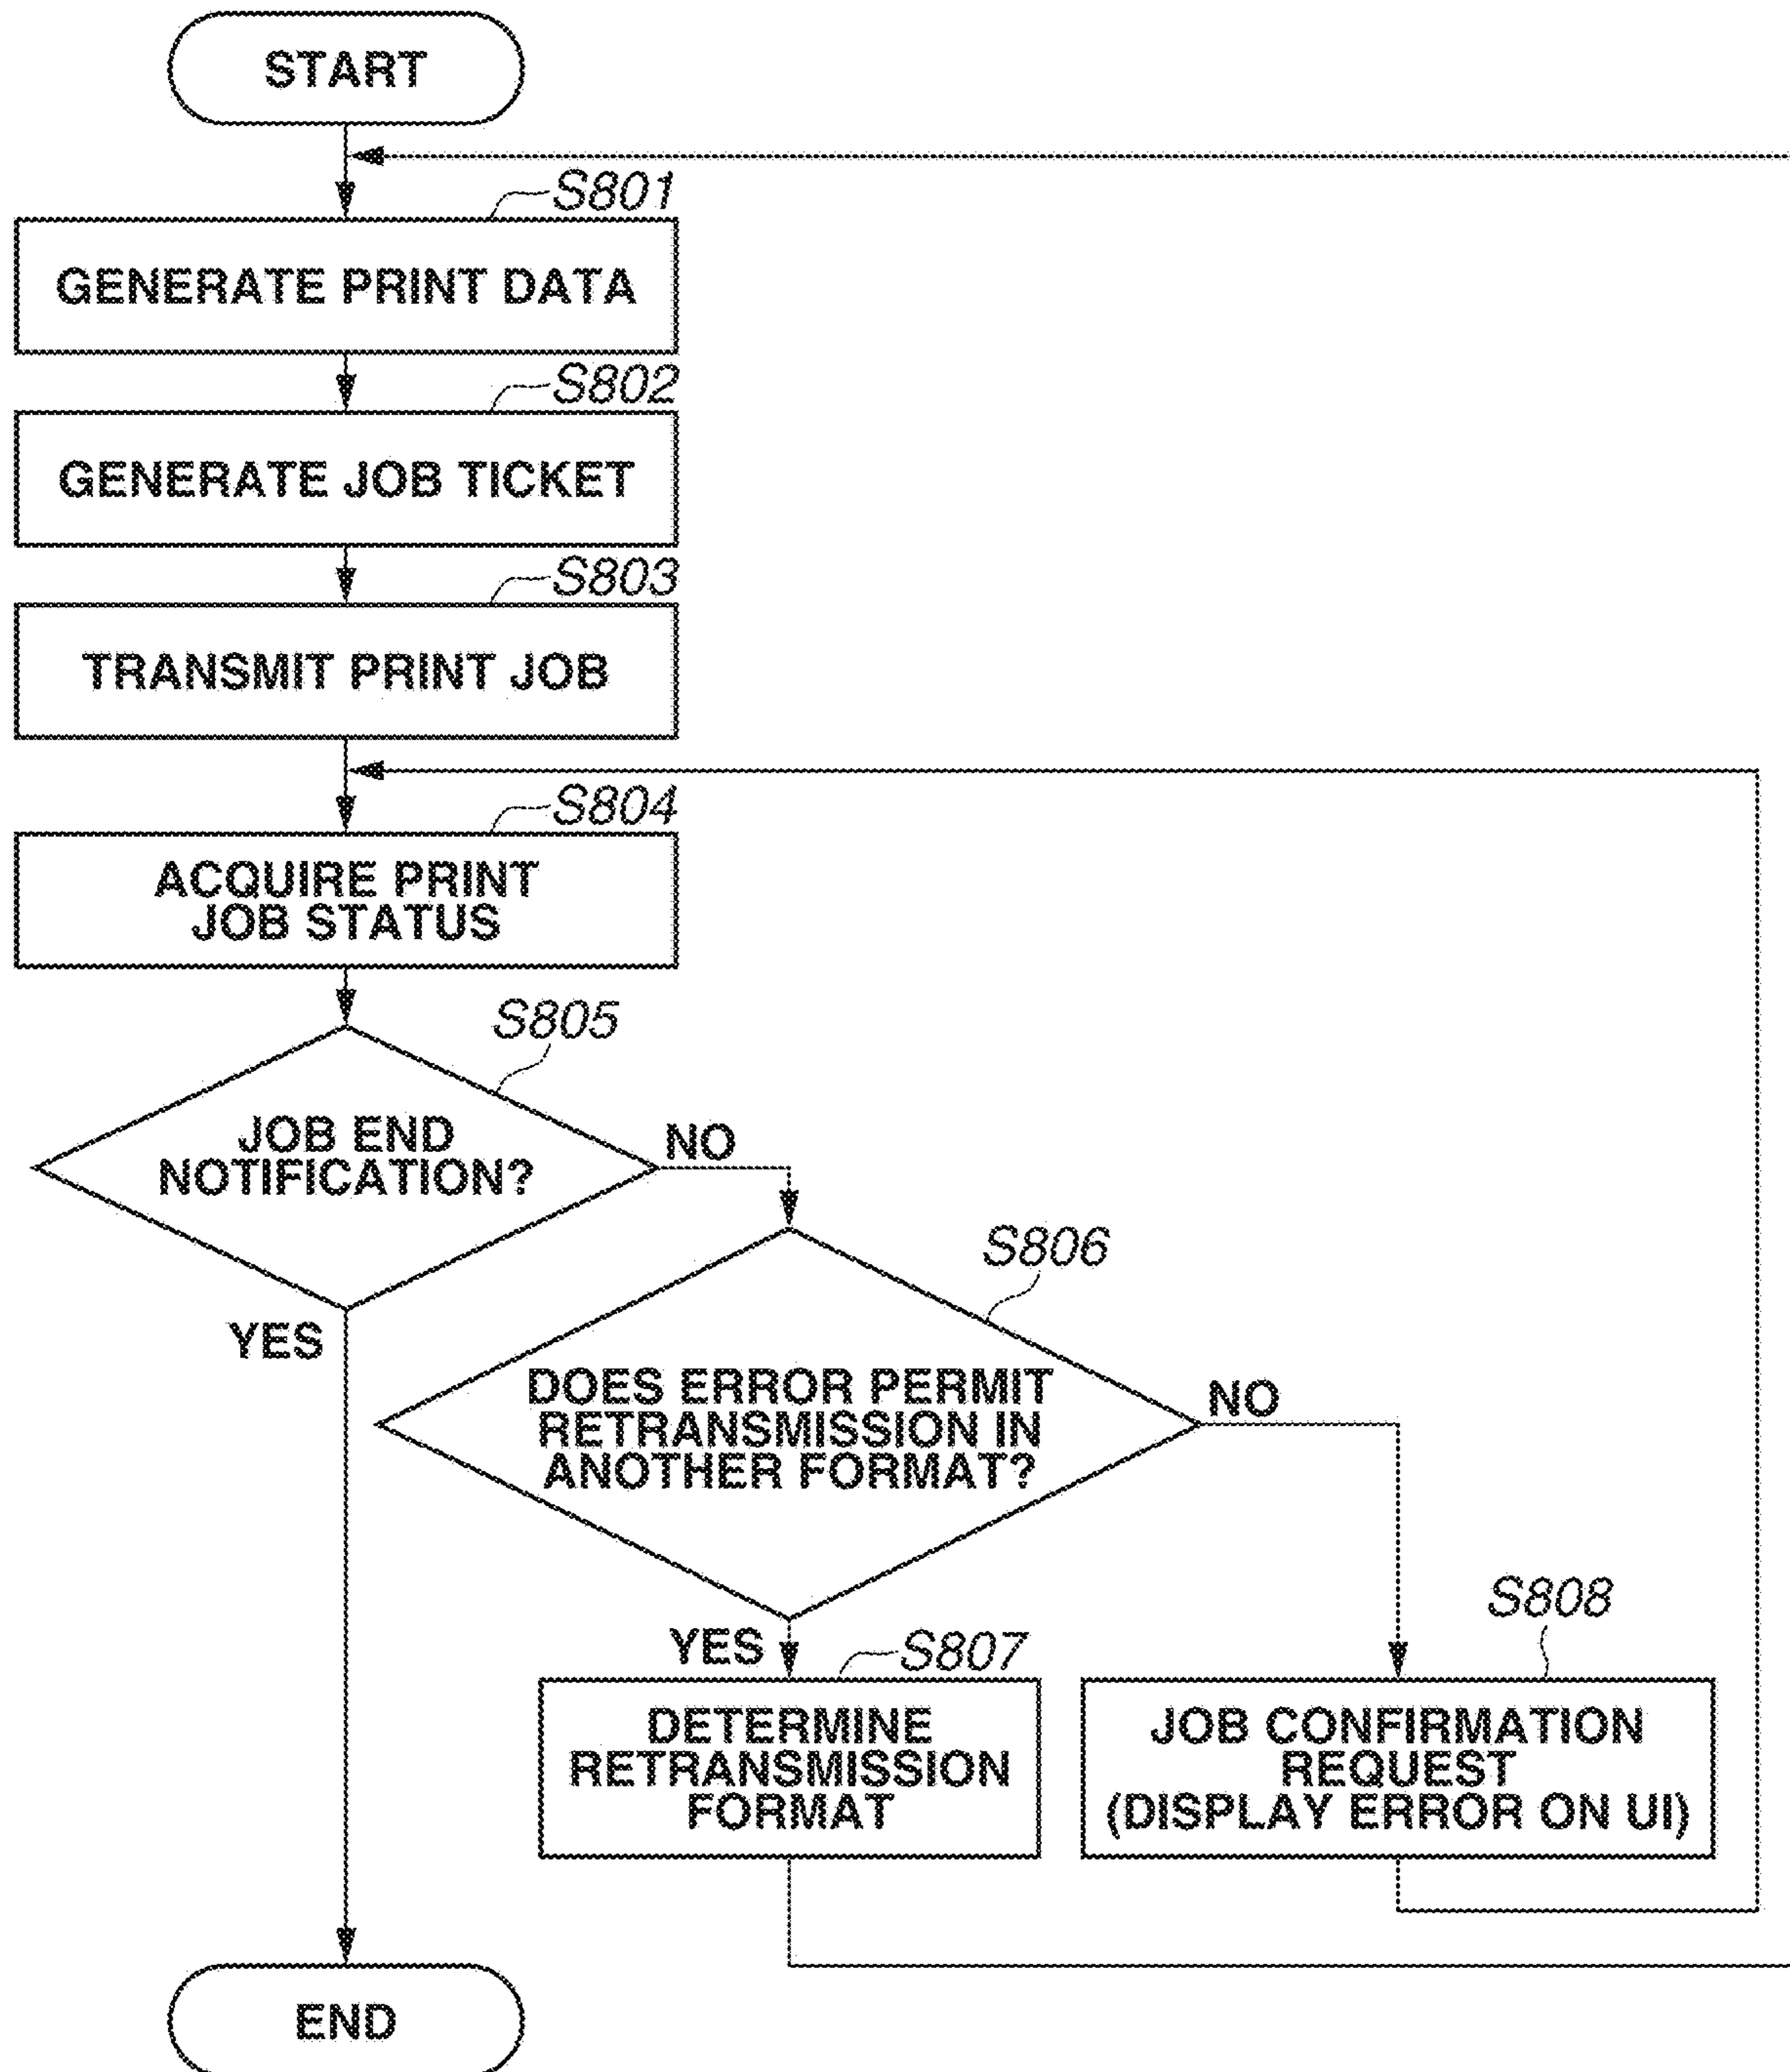 START
S801
GENERATE PRINT DATA
S802
GENERATE JOB TICKET
S803
TRANSMIT PRINT JOB
S804
ACQUIRE PRINT
JOB STATUS
S805
JOB END
NOTIFICATION?
NO
YES
S806
DOES ERROR PERMIT
RETRANSMISSION IN
ANOTHER FORMAT?
NO
YES
S807
DETERMINE
RETRANSMISSION
FORMAT
S808
JOB CONFIRMATION
REQUEST
(DISPLAY ERROR ON UI)
END